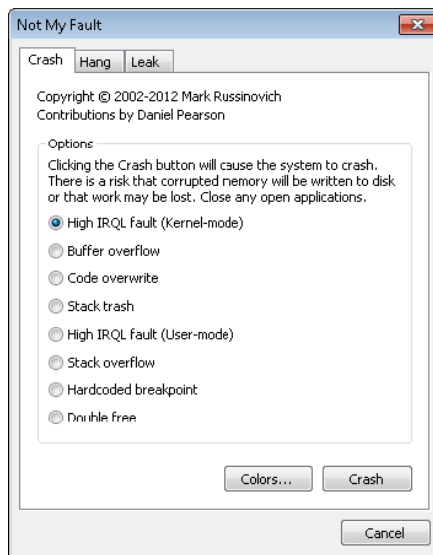 Not My Fault
Crash Hang Leak
Copyright © 2002-2012 Mark Russinovich
Contributions by Daniel Pearson
Options
Clicking the Crash button will cause the system to crash.
There is a risk that corrupted memory will be written to disk
or that work may be lost. Close any open applications.
High IRQL fault (Kernel-mode)
Buffer overflow
Code overwrite
Stack trash
High IRQL fault (User-mode)
Stack overflow
Hardcoded breakpoint
Double free
Colors... Crash
Cancel